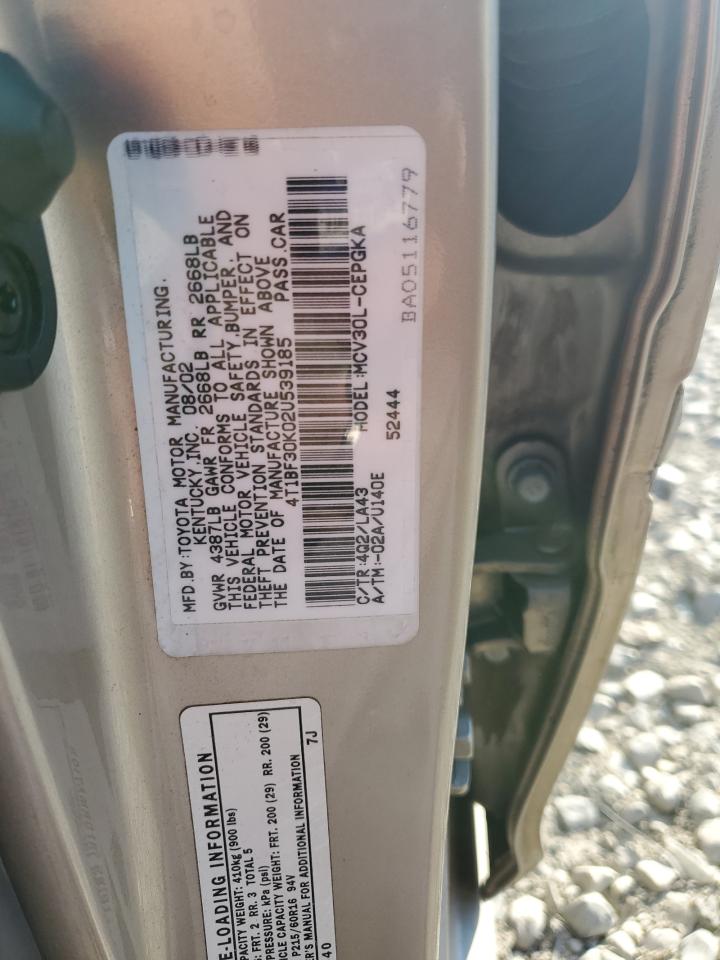 MFD.BY:TOYOTA MOTOR MANUFACTURING.
KENTUCKY,INC. 08/02
GVWR 4387LB GAWR FR 2668LB RR 2668LB
THIS VEHICLE CONFORMS TO ALL APPLICABLE
FEDERAL MOTOR VEHICLE SAFETY,BUMPER, AND
THEFT PREVENTION STANDARDS IN EFFECT ON
THE DATE OF MANUFACTURE SHOWN ABOVE
4T1BF30K02U539185 PASS.CAR
C/TR:4Q2/LA43 MODEL:MCV30L-CEPGKA
A/TM:-02A/U140E
52444
BA05116779
E-LOADING INFORMATION
APACITY WEIGHT: 410kg (900 lbs)
S: FRT. 2 RR. 3 TOTAL 5
PRESSURE: kPa (psi)
ICLE CAPACITY WEIGHT: FRT. 200 (29) RR. 200 (29)
P215/60R16 94V
ER'S MANUAL FOR ADDITIONAL INFORMATION
40 7J